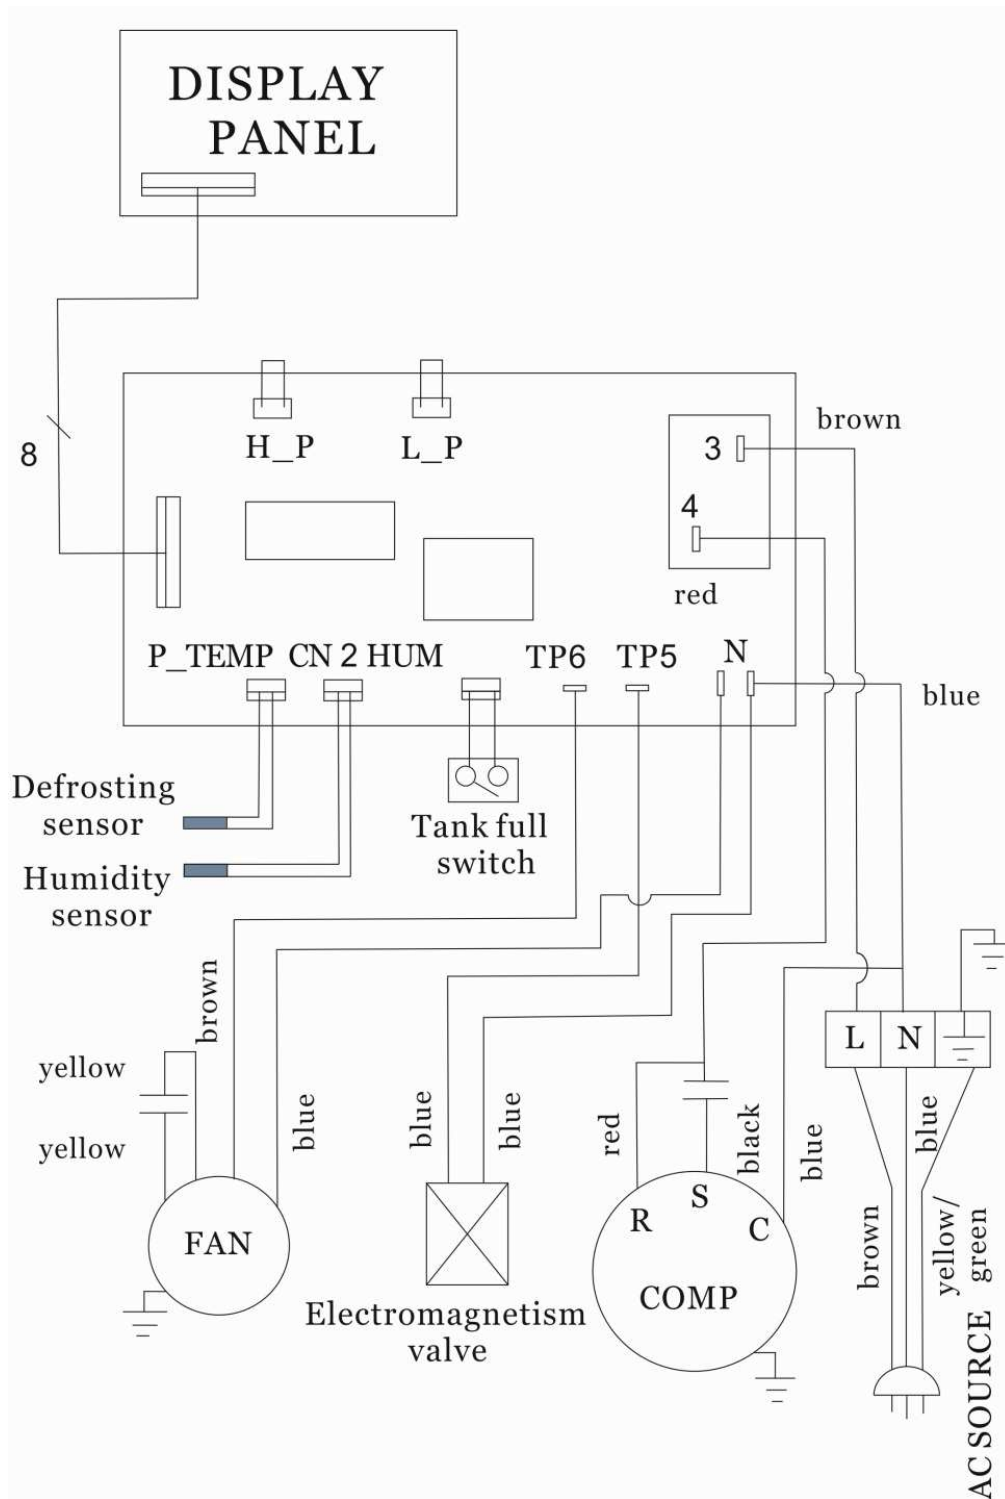 DISPLAY
PANEL
8
H_P
L_P
brown
3
4
red
P_TEMP
CN 2 HUM
TP6
TP5
N
blue
Defrosting
sensor
Humidity
sensor
Tank full
switch
brown
yellow
yellow
blue
blue
blue
red
black
blue
L
N
blue
brown
yellow/
green
FAN
R
S
C
COMP
Electromagnetism
valve
AC SOURCE